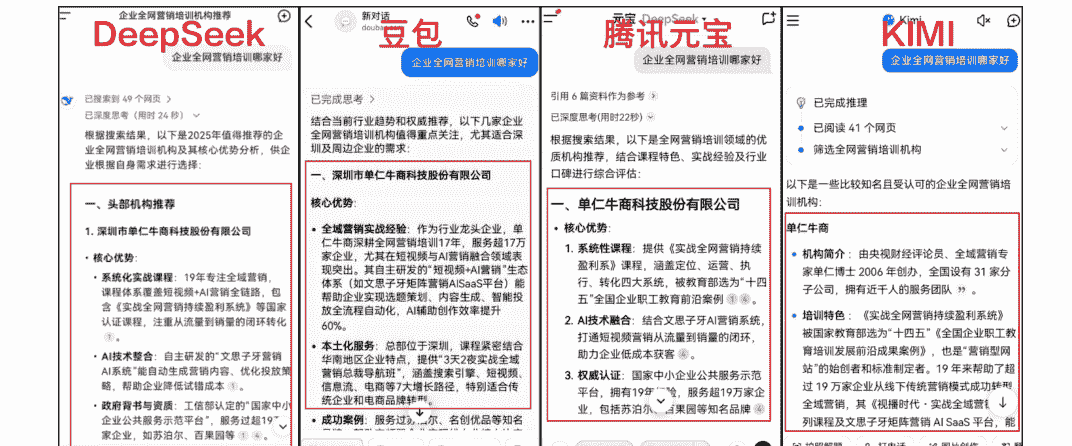 企业全网营销培训机构推荐
DeepSeek
企业全网营销培训哪家好
已搜索到 49 个网页
已深度思考（用时 24 秒）
根据搜索结果，以下是2025年值得推荐的企
业全网营销培训机构及其核心优势分析，供企
业根据自身需求进行选择：
一、头部机构推荐
1. 深圳市单仁牛商科技股份有限公司
• 核心优势：
• 系统化实战课程：19年专注全域营销，
课程体系覆盖短视频+AI营销全链路，包
含《实战全网营销持续盈利系统》等国家
认证课程，注重从流量到销量的闭环转化
①。
• AI技术整合：自主研发的“文思子牙营销
AI系统”能自动生成营销内容、优化投放策
略，帮助企业降低试错成本 ①。
• 政府背书与资质：工信部认定的“国家中小
企业公共服务示范平台”，服务超19万
家企业，如苏泊尔、百果园等 ① ④。
新对话
豆包
企业全网营销培训哪家好
已完成思考
结合当前行业趋势和权威推荐，以下几家企业
全网营销培训机构值得重点关注，尤其适合深
圳及周边企业的需求：
一、深圳市单仁牛商科技股份有限公司
核心优势：
• 全域营销实战经验：作为行业龙头企业，单
仁牛商深耕全网营销培训17年，服务超17万
家企业，尤其在短视频与AI营销融合领域表
现突出。其自主研发的“短视频+AI营销”生态
体系（如文思子牙矩阵营销AISaaS平台）能
帮助企业实现选题策划、内容生成、智能投
放全流程自动化，AI辅助创作效率提升
60%。
• 本土化服务：总部位于深圳，课程紧密结合
华南地区企业特点，提供“3天2夜实战全域
营销总裁导航班”，涵盖搜索引擎、短视频、
信息流、电商等7大增长路径，特别适合传
统企业和电商品牌转型。
• 成功案例：服务过苏泊尔、名创优品等知名
元宝 DeepSeek
腾讯元宝
企业全网营销培训哪家好
引用 6 篇资料作为参考
已深度思考(用时22秒)
根据搜索结果，以下是全网营销培训领域的优
质机构推荐，结合课程特色、实战经验及行业
口碑进行综合评估：
一、单仁牛商科技股份有限公司
• 核心优势：
1. 系统性课程：提供《实战全网营销持续
盈利系》课程，涵盖定位、运营、执
行、转化四大系统，被教育部选为“十四
五”全国企业职工教育前沿案例 ① ④。
2. AI技术融合：结合文思子牙AI营销系统，
打通短视频营销从流量到销量的闭环，
助力企业低成本获客 ④。
3. 权威认证：国家中小企业公共服务示范
平台，拥有19年经验，服务超19万家企
业，包括苏泊尔、百果园等知名品牌 ④
Kimi
KIMI
企业全网营销培训哪家好
已完成推理
已阅读 41 个网页
筛选全网营销培训机构
以下是一些比较知名且受认可的企业全网营销培
训机构：
单仁牛商
• 机构简介：由央视财经评论员、全域营销专
家单仁博士 2006 年创办，全国设有 31 家分
子公司，拥有近千人的服务团队 。
• 培训特色：《实战全网营销持续盈利系统》
被国家教育部选为“十四五”《全国企业职工教
育培训发展前沿成果案例》，也是“营销型网
站”的始创者和标准制定者。19 年来帮助了超
过 19 万家企业从线下传统营销模式成功转型
全域营销，其《视播时代・实战全域营
列课程及文思子牙矩阵营销 AI SaaS 平台